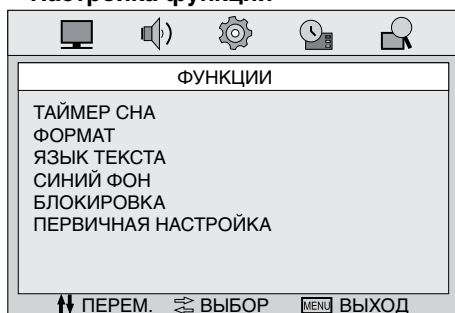 Настройка функций
ФУНКЦИИ
ТАЙМЕР СНА
ФОРМАТ
ЯЗЫК ТЕКСТА
СИНИЙ ФОН
БЛОКИРОВКА
ПЕРВИЧНАЯ НАСТРОЙКА
ПЕРЕМ. ВЫБОР MENU ВЫХОД